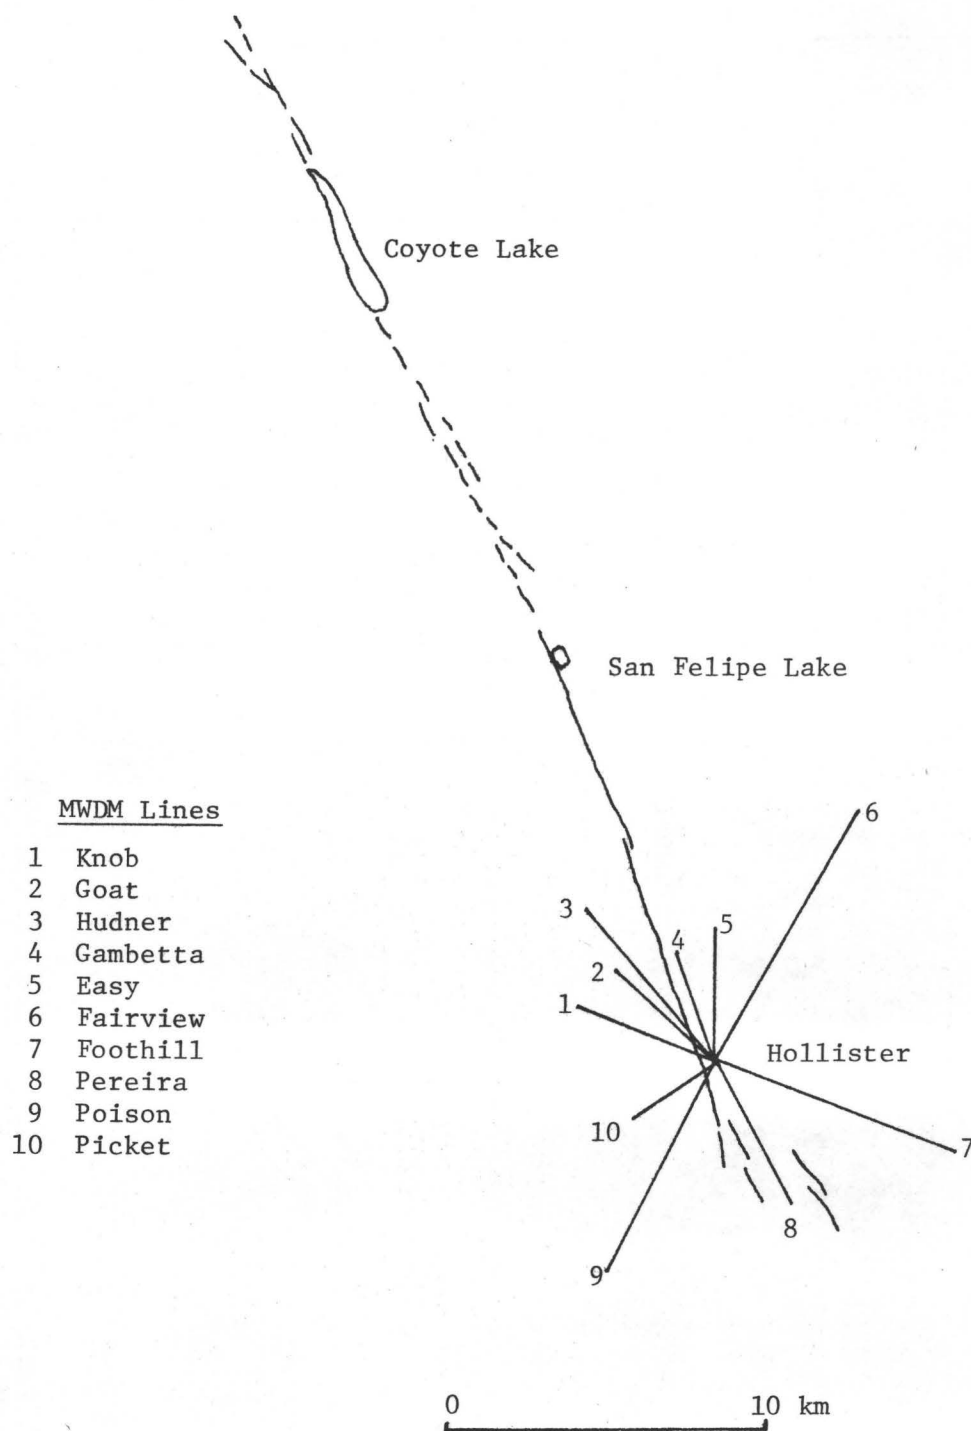 Coyote Lake
San Felipe Lake
MWDM Lines
1 Knob
2 Goat
3 Hudner
4 Gambetta
5 Easy
6 Fairview
7 Foothill
8 Pereira
9 Poison
10 Picket
6
3
5
4
2
1
Hollister
10
7
8
9
0 10 km